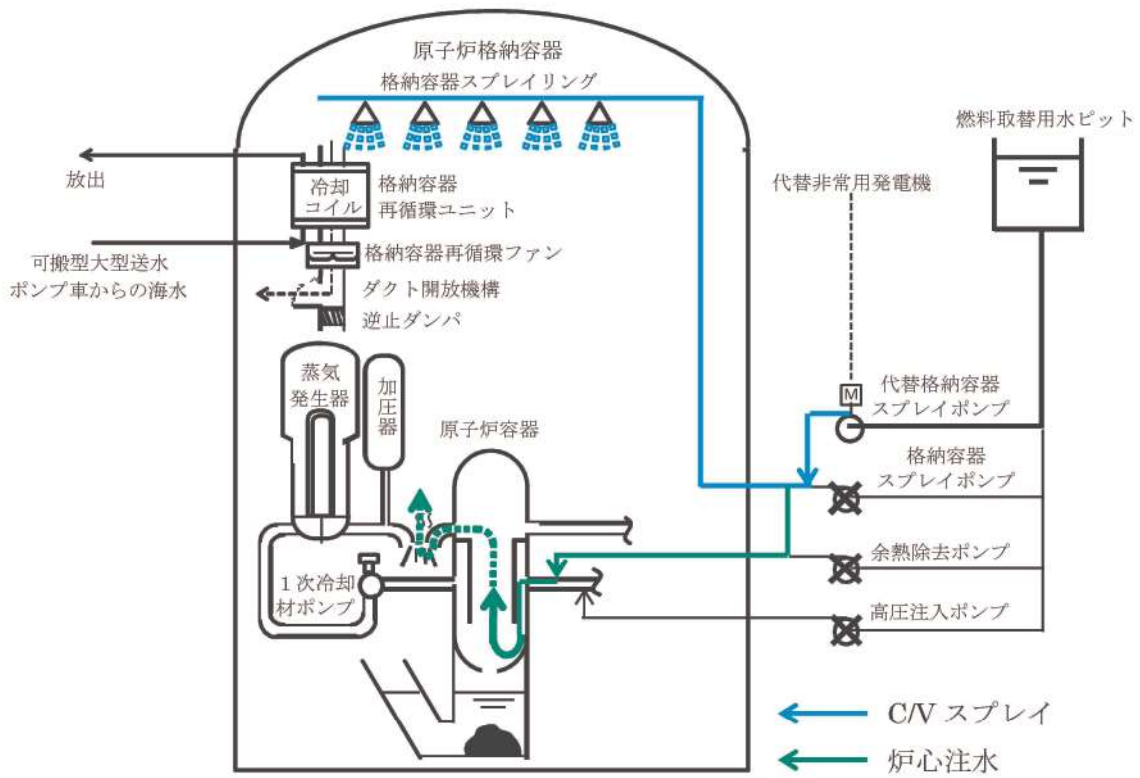 原子炉格納容器
格納容器スプレイリング
燃料取替用水ピット
放出
冷却
コイル
格納容器
再循環ユニット
代替非常用発電機
格納容器再循環ファン
可搬型大型送水
ポンプ車からの海水
ダクト開放機構
逆止ダンパ
蒸気
発生器
加圧器
原子炉容器
M
代替格納容器
スプレイポンプ
格納容器
スプレイポンプ
余熱除去ポンプ
1次冷却
材ポンプ
高圧注入ポンプ
C/V スプレイ
炉心注水